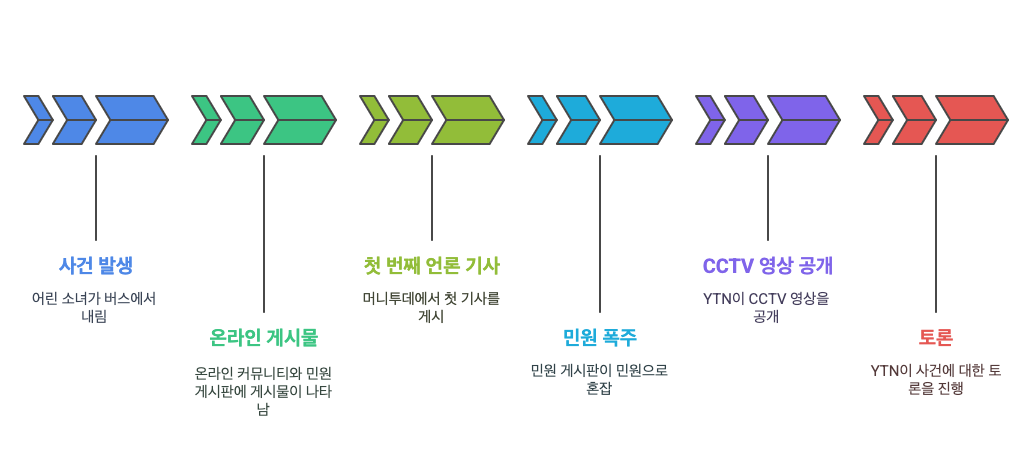 사건 발생
어린 소녀가 버스에서
내림
온라인 게시물
온라인 커뮤니티와 민원
게시판에 게시물이 나타
남
첫 번째 언론 기사
머니투데에서 첫 기사를
게시
민원 폭주
민원 게시판이 민원으로
혼잡
CCTV 영상 공개
YTN이 CCTV 영상을
공개
토론
YTN이 사건에 대한 토
론을 진행